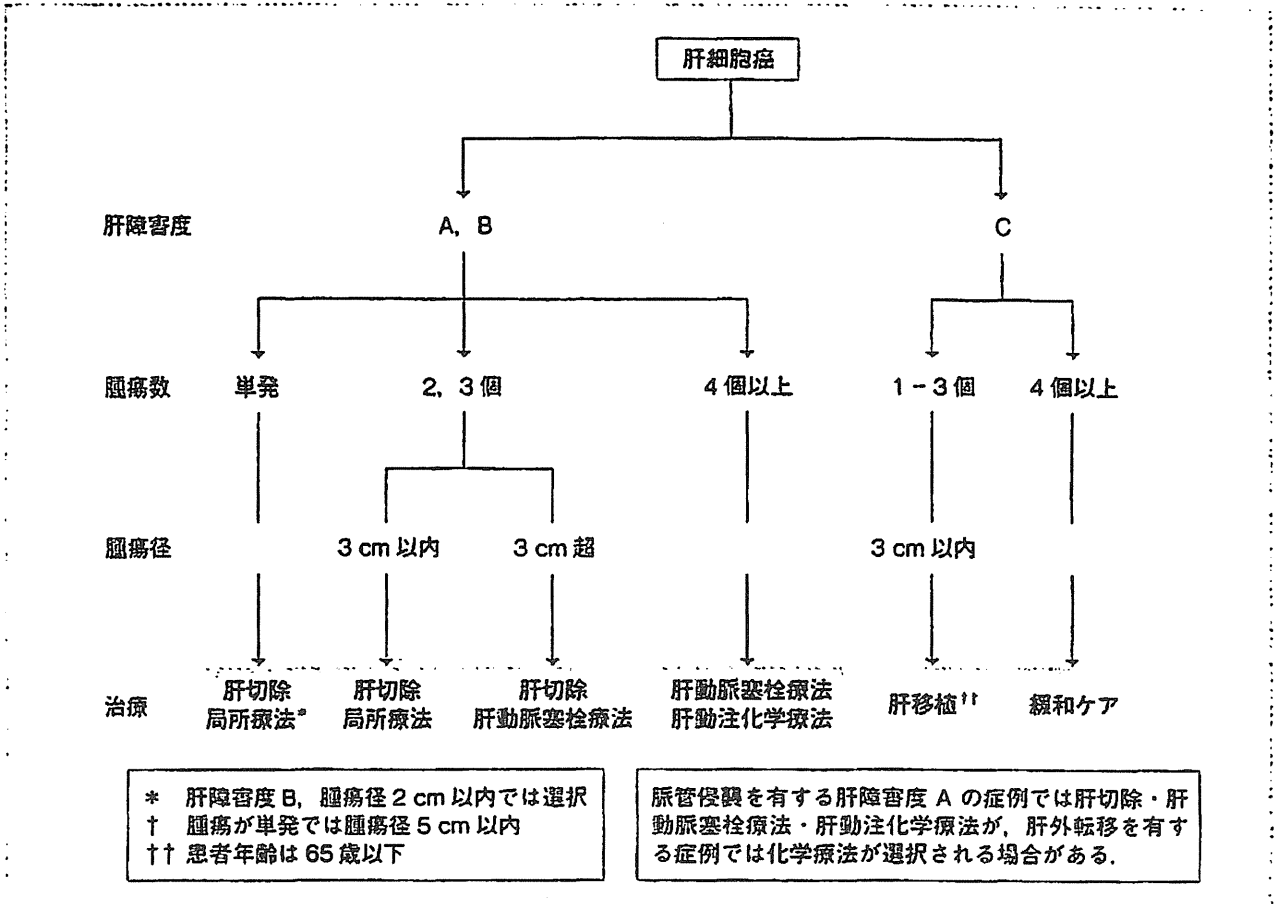 肝細胞癌
肝障害度 A, B C
腫瘍数 単発 2, 3個 4個以上 1-3個 4個以上
腫瘍径 3 cm 以内 3 cm 超 3 cm 以内
治療 肝切除 肝切除 肝切除 肝動脈塞栓療法 肝移植†† 緩和ケア
局所療法* 局所療法 肝動脈塞栓療法 肝動注化学療法
* 肝障害度 B, 腫瘍径 2 cm 以内では選択
† 腫瘍が単発では腫瘍径 5 cm 以内
†† 患者年齢は 65 歳以下
脈管侵襲を有する肝障害度 A の症例では肝切除・肝
動脈塞栓療法・肝動注化学療法が, 肝外転移を有す
る症例では化学療法が選択される場合がある.